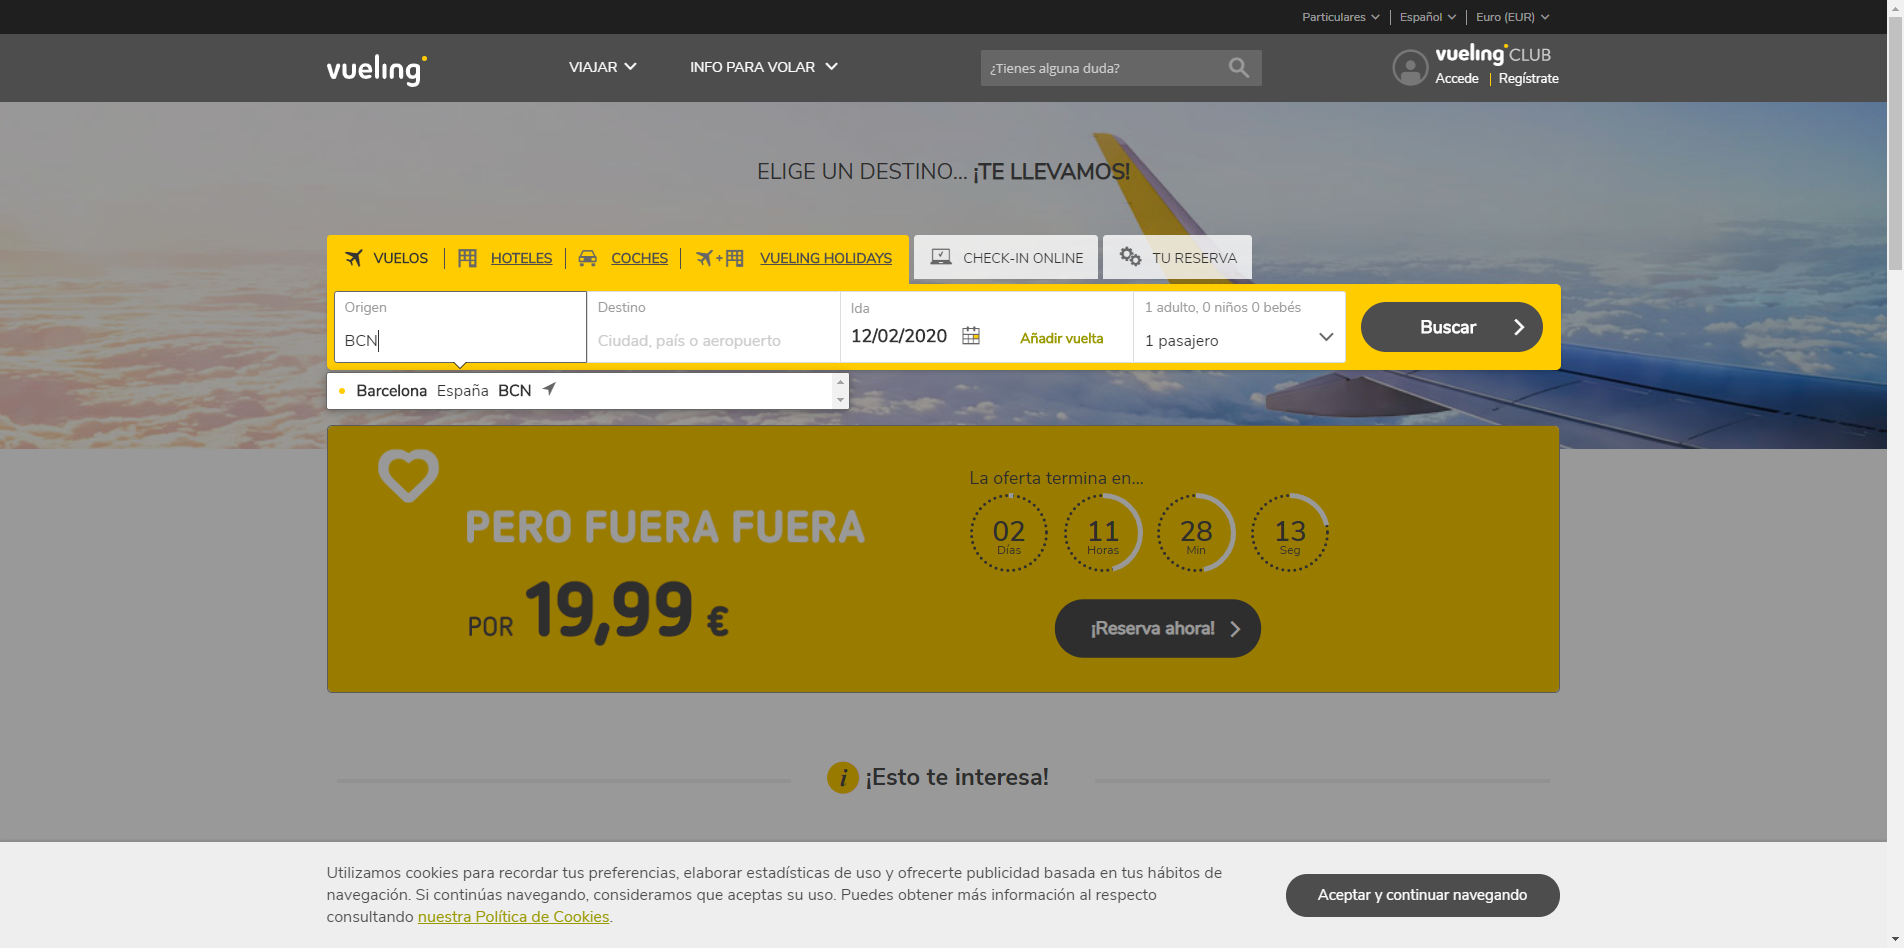 Particulares Español Euro (EUR)
vueling VIAJAR INFO PARA VOLAR ¿Tienes alguna duda? vueling CLUB
Accede Regístrate
ELIGE UN DESTINO... ¡TE LLEVAMOS!
VUELOS HOTELES COCHES + VUELING HOLIDAYS CHECK-IN ONLINE TU RESERVA
Origen Destino Ida 1 adulto, 0 niños 0 bebés
BCN Ciudad, país o aeropuerto 12/02/2020 Añadir vuelta 1 pasajero Buscar
Barcelona España BCN
La oferta termina en...
PERO FUERA FUERA
02 11 28 13
Días Horas Min Seg
POR 19,99 €
¡Reserva ahora!
i ¡Esto te interesa!
Utilizamos cookies para recordar tus preferencias, elaborar estadísticas de uso y ofrecerte publicidad basada en tus hábitos de
navegación. Si continúas navegando, consideramos que aceptas su uso. Puedes obtener más información al respecto
consultando nuestra Política de Cookies.
Aceptar y continuar navegando